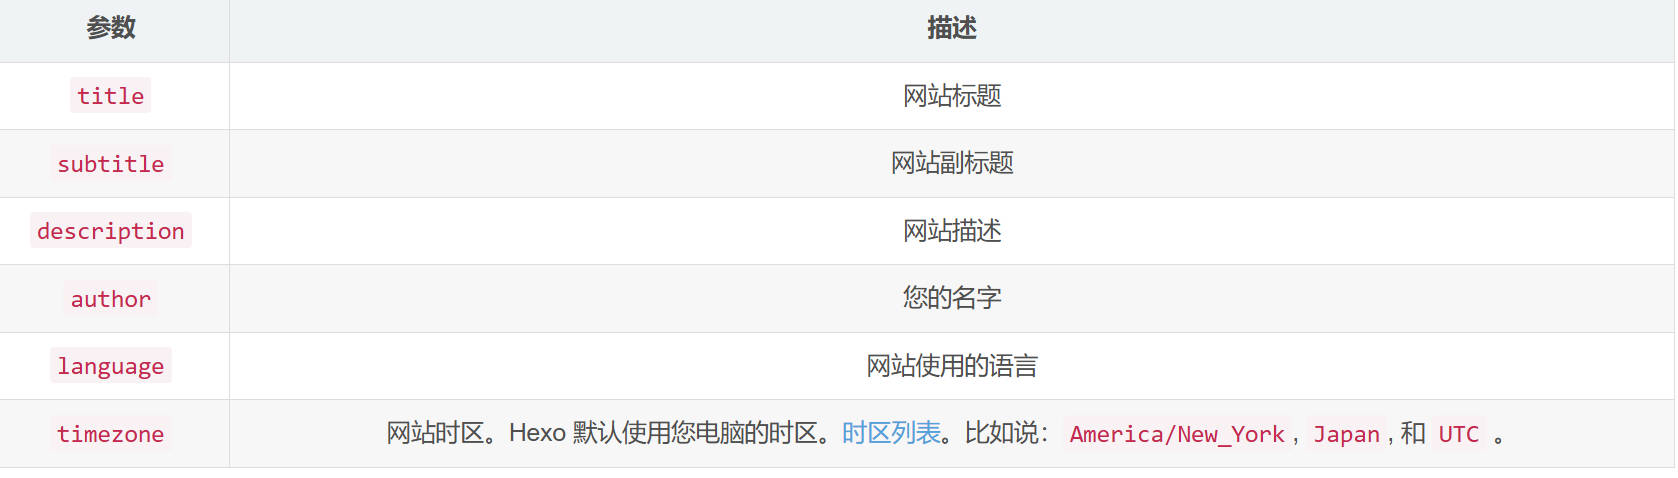 参数 描述
title 网站标题
subtitle 网站副标题
description 网站描述
author 您的名字
language 网站使用的语言
timezone 网站时区。Hexo 默认使用您电脑的时区。时区列表。比如说：America/New_York , Japan , 和 UTC 。